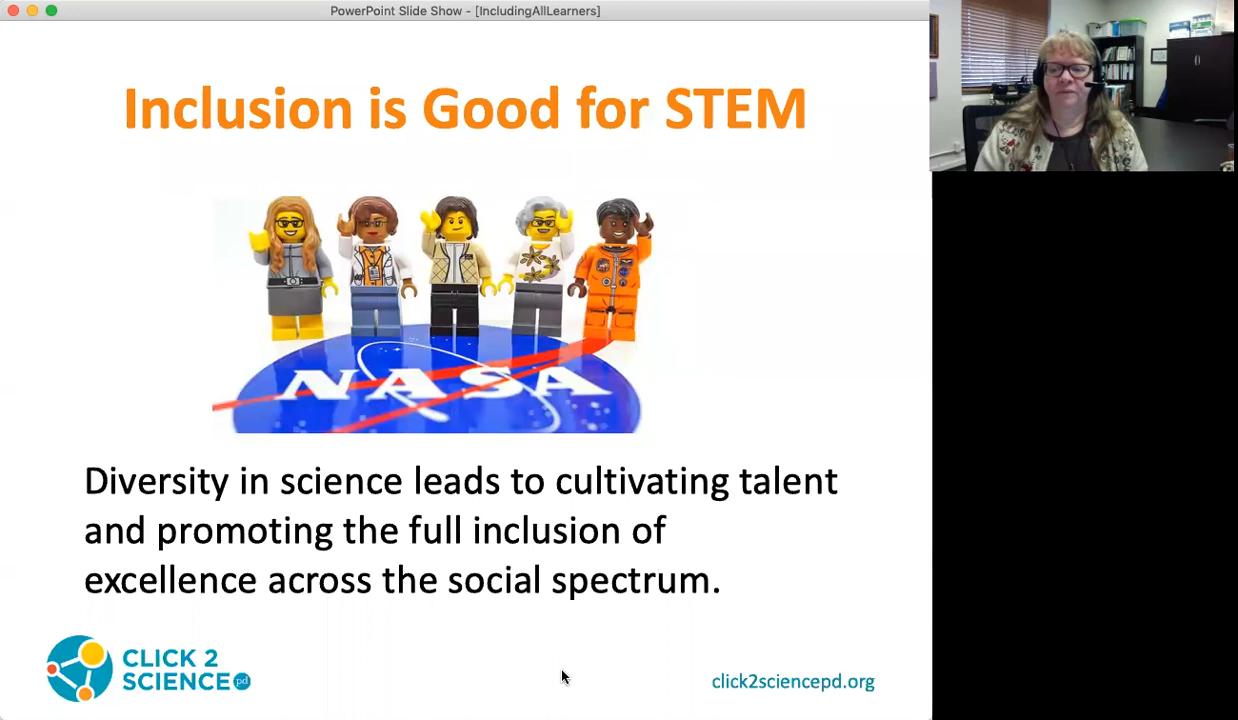 PowerPoint Slide Show - [IncludingAllLearners]
Inclusion is Good for STEM
NASA
Diversity in science leads to cultivating talent
and promoting the full inclusion of
excellence across the social spectrum.
CLICK 2
SCIENCE pd
click2sciencepd.org